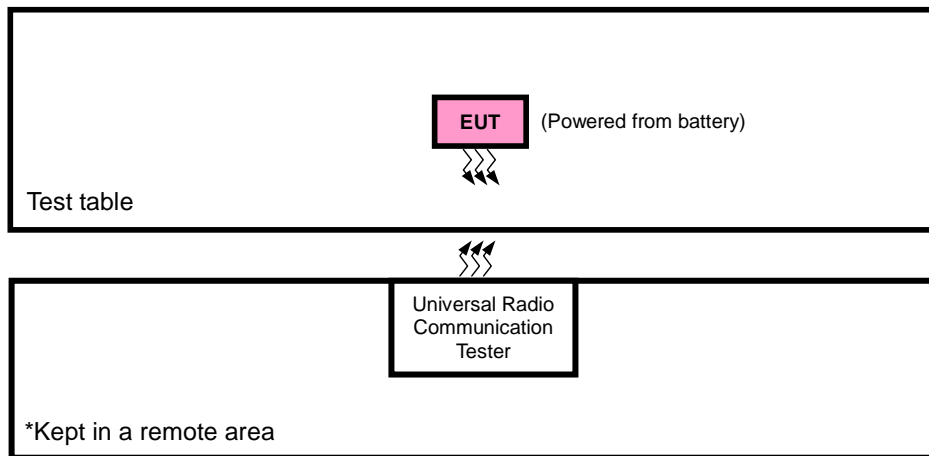 EUT
(Powered from battery)
Test table
Universal Radio
Communication
Tester
*Kept in a remote area